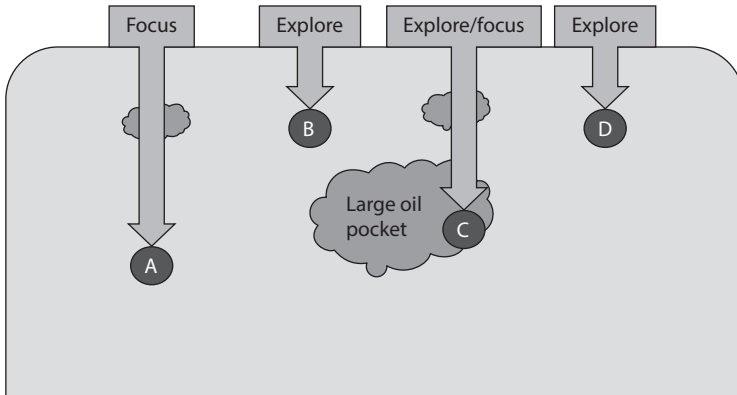 Focus
Explore
Explore/focus
Explore
B
D
Large oil
pocket
C
A